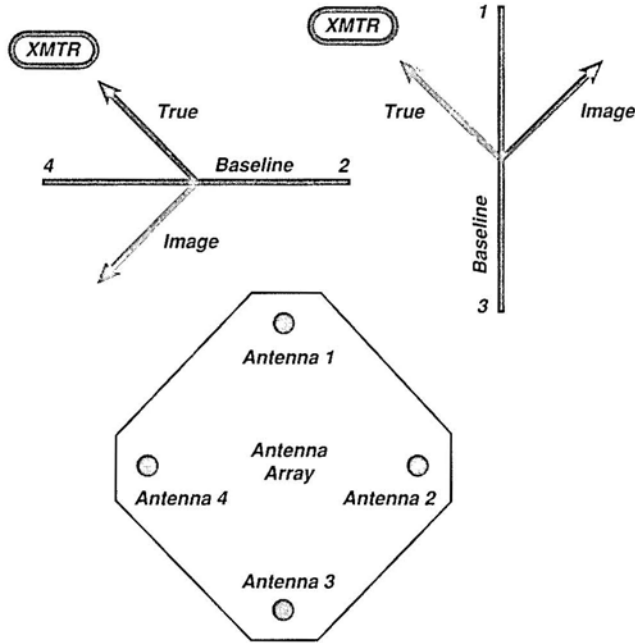 XMTR
True
4
Baseline
2
Image
1
XMTR
True
Image
Baseline
3
Antenna 1
Antenna
Array
Antenna 4
Antenna 2
Antenna 3